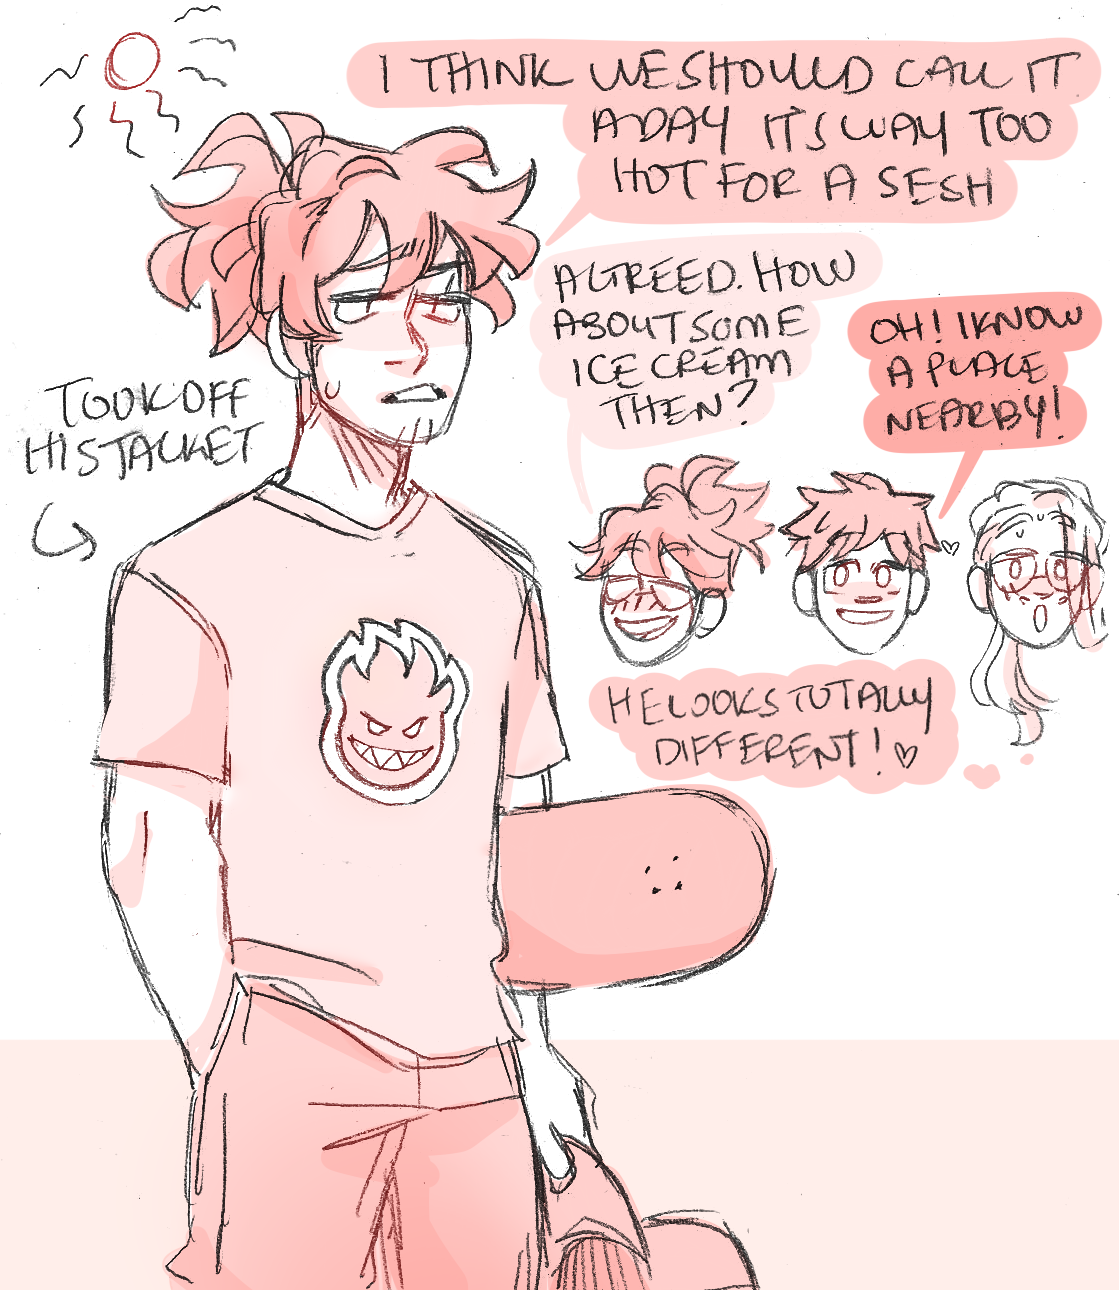 I THINK WE SHOULD CALL IT
A DAY IT'S WAY TOO
HOT FOR A SESH
AGREED. HOW
ABOUT SOME
ICE CREAM
THEN?
OH! I KNOW
A PLACE
NEARBY!
TOOK OFF
HIS JACKET
HE LOOKS TOTALLY
DIFFERENT! ♡